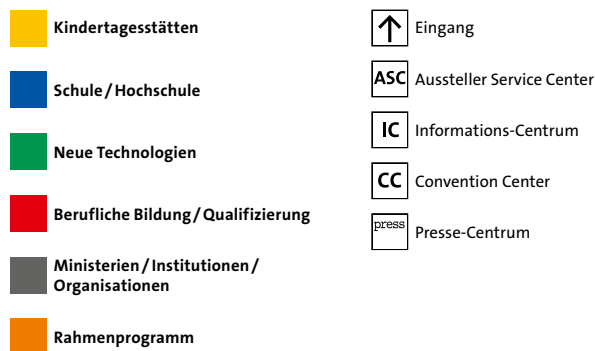 Kindertagesstätten
Schule / Hochschule
Neue Technologien
Berufliche Bildung / Qualifizierung
Ministerien / Institutionen /
Organisationen
Rahmenprogramm
Eingang
ASC Aussteller Service Center
IC Informations-Centrum
CC Convention Center
press Presse-Centrum